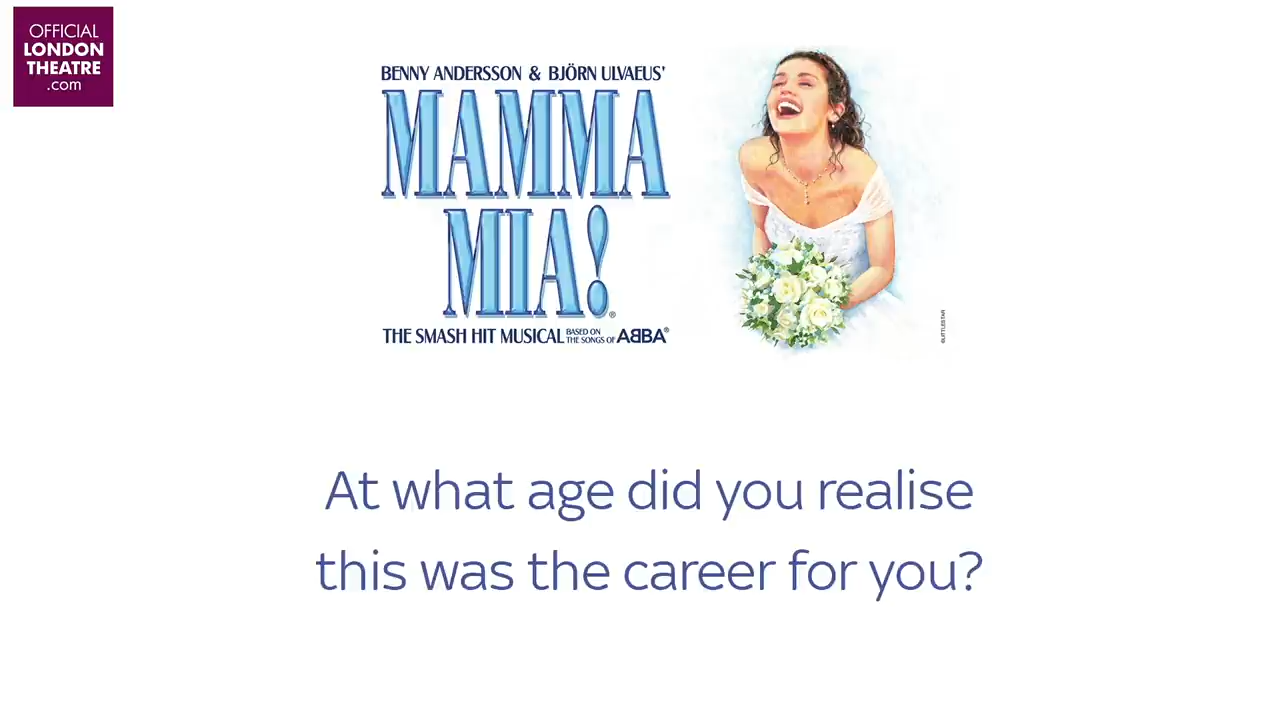 OFFICIAL
LONDON
THEATRE
.com
BENNY ANDERSSON & BJÖRN ULVAEUS'
MAMMA
MIA!®
THE SMASH HIT MUSICAL BASED ON THE SONGS OF ABBA®
©LITTLESTAR
At what age did you realise
this was the career for you?